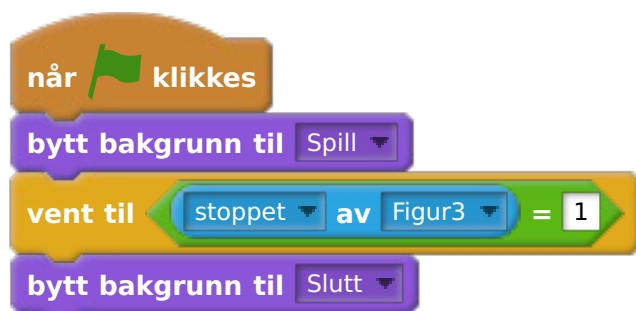 når klikkes
bytt bakgrunn til Spill
vent til stoppet av Figur3 = 1
bytt bakgrunn til Slutt